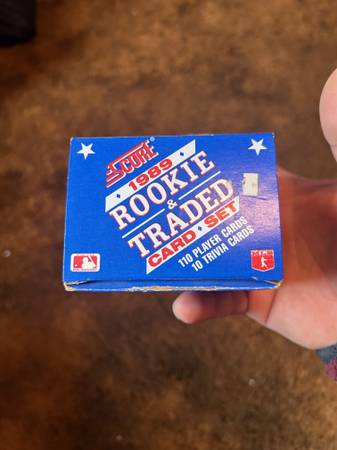 SCORE®
1989
ROOKIE
&
TRADED
CARD • SET
110 PLAYER CARDS
10 TRIVIA CARDS